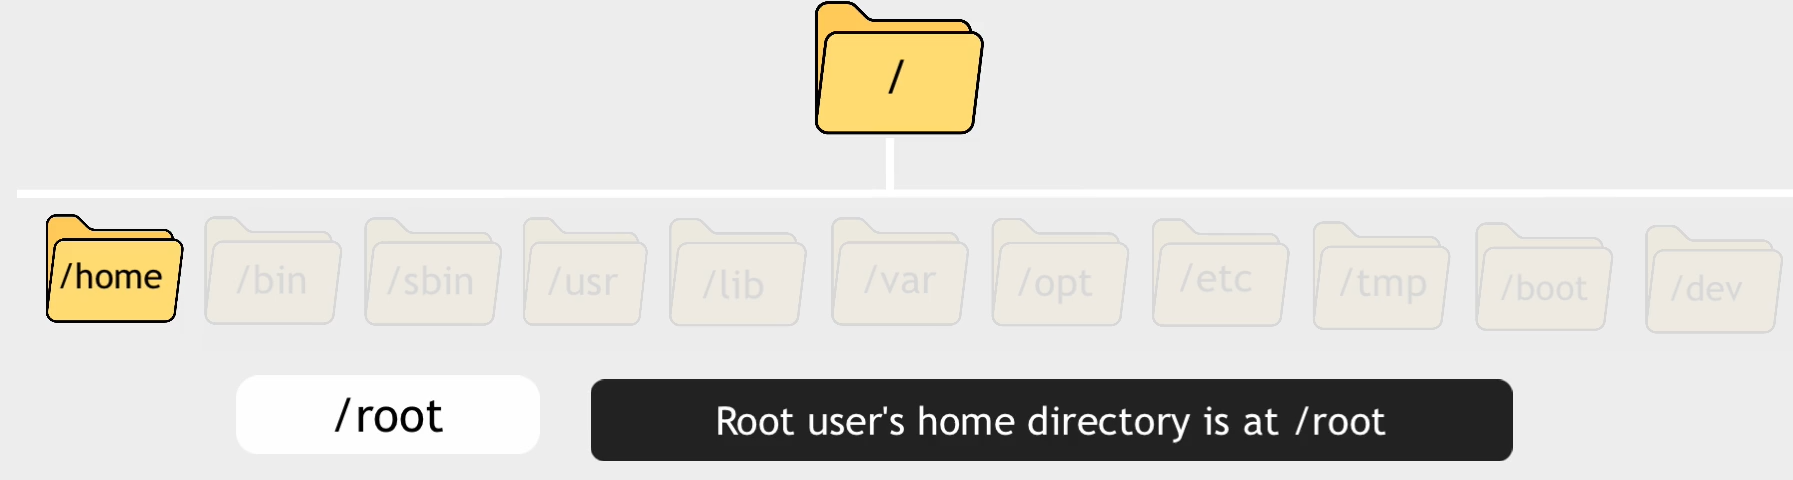 /
/home
/bin
/sbin
/usr
/lib
/var
/opt
/etc
/tmp
/boot
/dev
/root
Root user's home directory is at /root